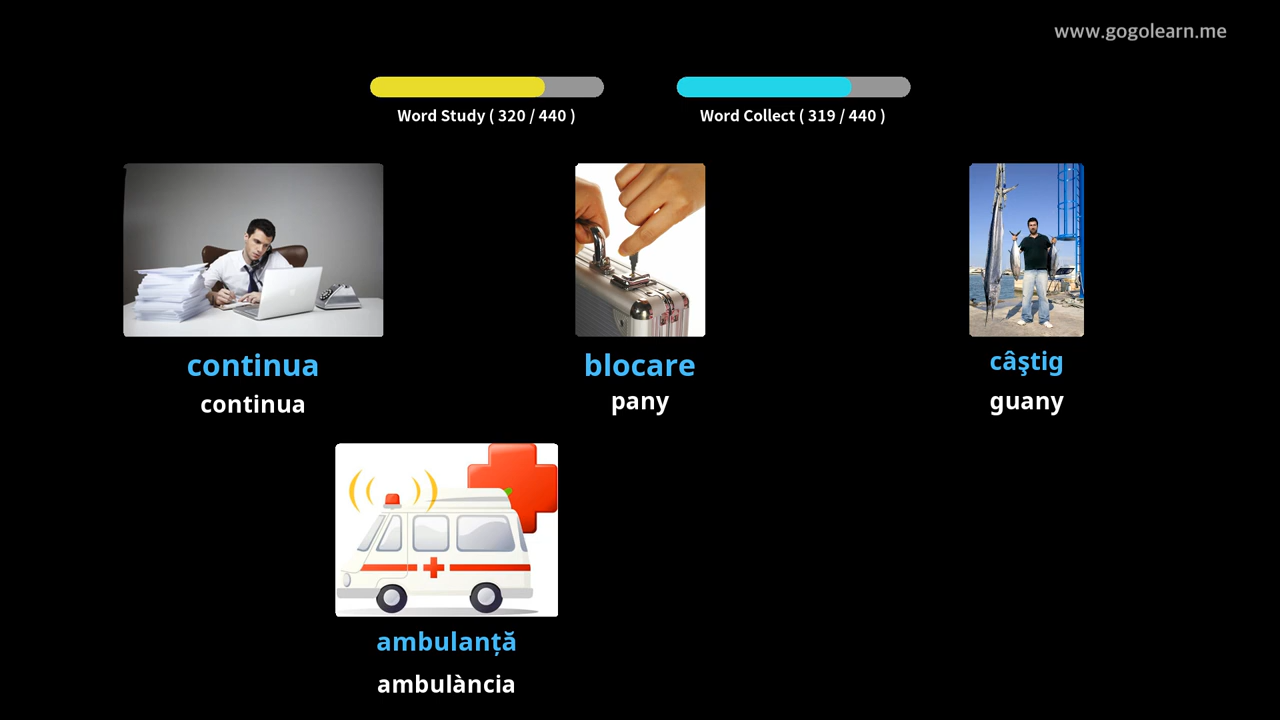 www.gogolearn.me
Word Study ( 320 / 440 )
Word Collect ( 319 / 440 )
continua
continua
blocare
pany
câştig
guany
ambulanță
ambulància